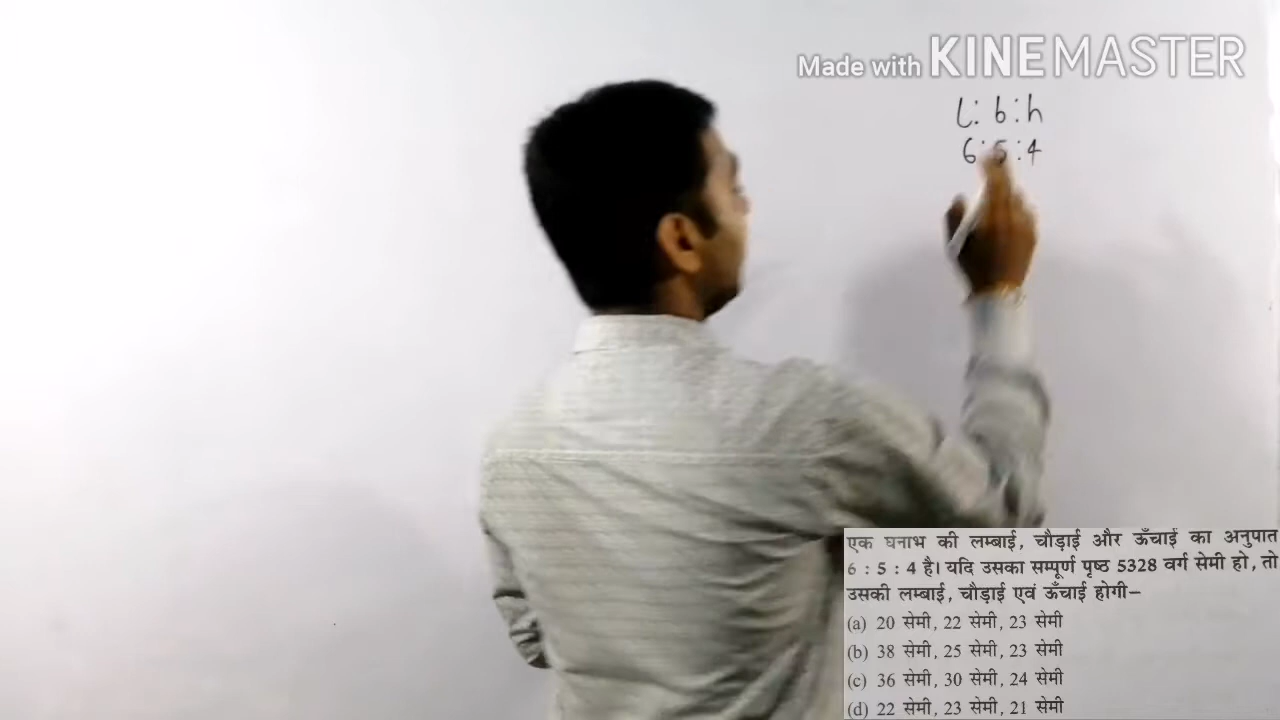 Made with KINEMASTER
l: b:h
6:5:4
एक घनाभ की लम्बाई, चौड़ाई और ऊँचाई का अनुपात
6 : 5 : 4 है। यदि उसका सम्पूर्ण पृष्ठ 5328 वर्ग सेमी हो, तो
उसकी लम्बाई, चौड़ाई एवं ऊँचाई होगी–
(a) 20 सेमी, 22 सेमी, 23 सेमी
(b) 38 सेमी, 25 सेमी, 23 सेमी
(c) 36 सेमी, 30 सेमी, 24 सेमी
(d) 22 सेमी, 23 सेमी, 21 सेमी